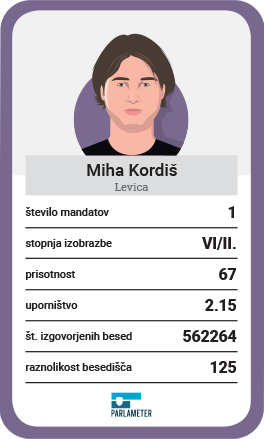 Miha Kordiš
Levica
število mandatov 1
stopnja izobrazbe VI/II.
prisotnost 67
uporništvo 2.15
št. izgovorjenih besed 562264
raznolikost besedišča 125
PARLAMETER